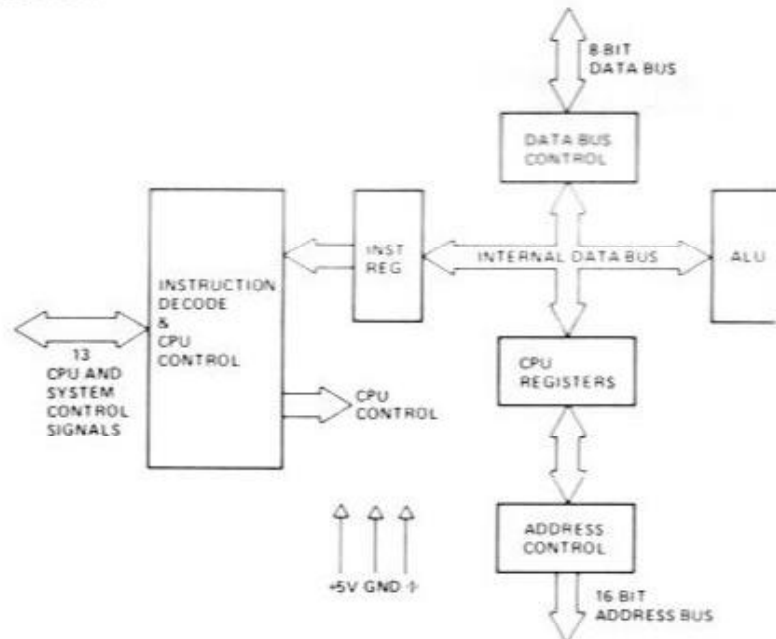 8 BIT
DATA BUS
DATA BUS
CONTROL
INST
REG
INTERNAL DATA BUS
ALU
INSTRUCTION
DECODE
&
CPU
CONTROL
13
CPU AND
SYSTEM
CONTROL
SIGNALS
CPU
CONTROL
CPU
REGISTERS
ADDRESS
CONTROL
+5V GND
16 BIT
ADDRESS BUS